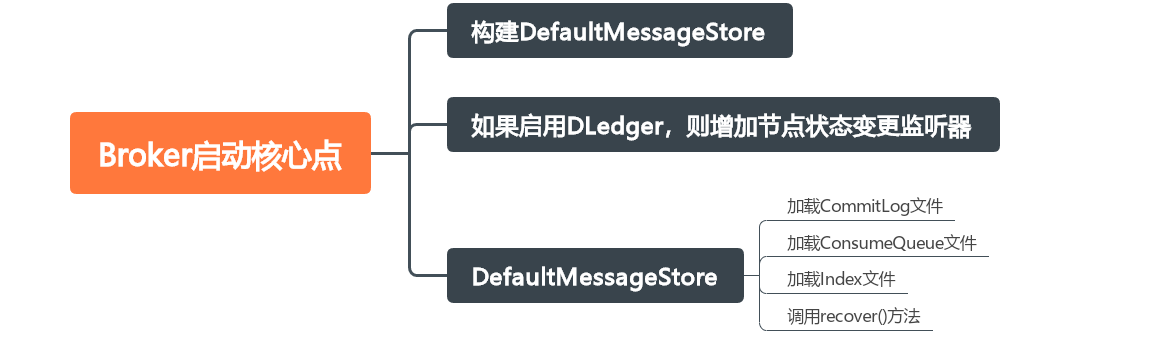 构建DefaultMessageStore
如果启用DLedger，则增加节点状态变更监听器
Broker启动核心点
DefaultMessageStore
加载CommitLog文件
加载ConsumeQueue文件
加载Index文件
调用recover()方法